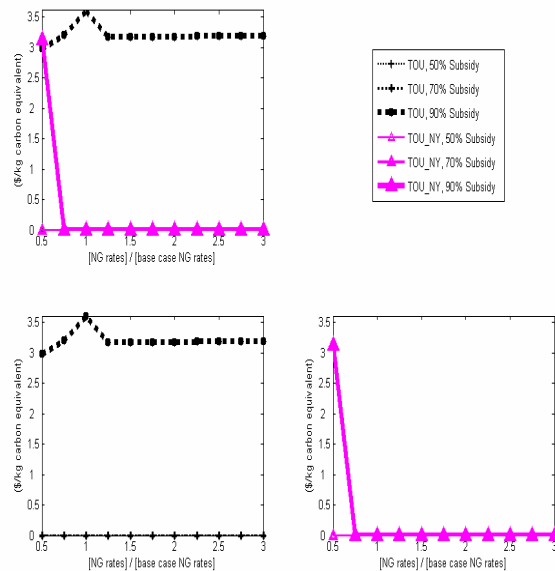 3.5
3
2.5
2
1.5
1
0.5
0
($/kg carbon equivalent)
0.5 1 1.5 2 2.5 3
[NG rates] / [base case NG rates]
TOU, 50% Subsidy
TOU, 70% Subsidy
TOU, 90% Subsidy
TOU_NY, 50% Subsidy
TOU_NY, 70% Subsidy
TOU_NY, 90% Subsidy
3.5
3
2.5
2
1.5
1
0.5
0
($/kg carbon equivalent)
0.5 1 1.5 2 2.5 3
[NG rates] / [base case NG rates]
3.5
3
2.5
2
1.5
1
0.5
0
($/kg carbon equivalent)
0.5 1 1.5 2 2.5 3
[NG rates] / [base case NG rates]